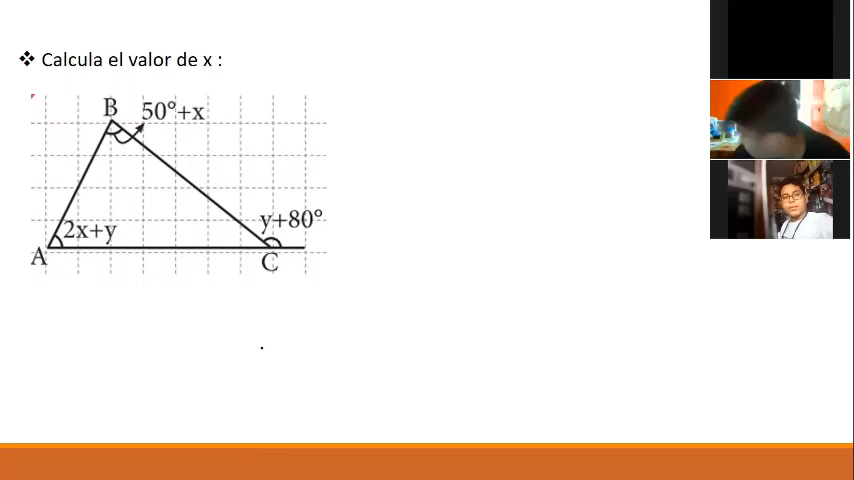 ❖ Calcula el valor de x :
B 50°+x
y+80°
2x+y
A C
.